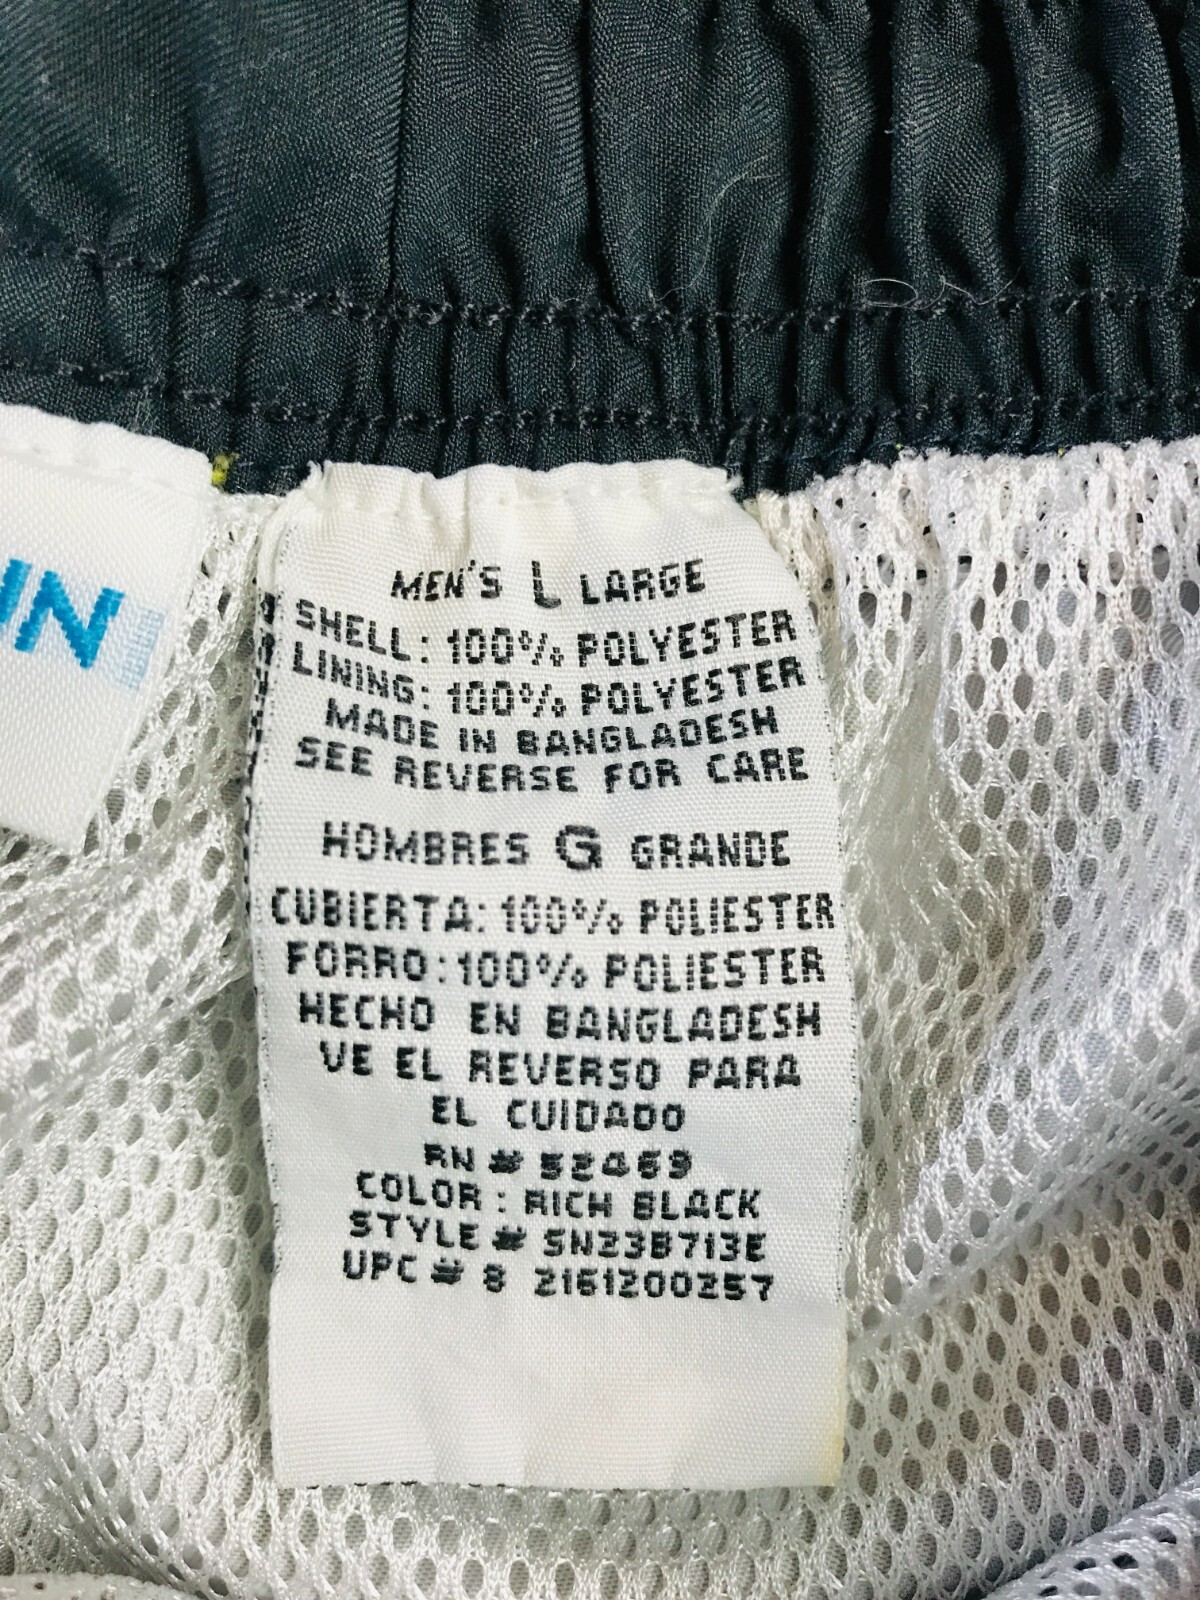 IN
MEN'S L LARGE
SHELL: 100% POLYESTER
LINING: 100% POLYESTER
MADE IN BANGLADESH
SEE REVERSE FOR CARE
HOMBRES G GRANDE
CUBIERTA: 100% POLIESTER
FORRO: 100% POLIESTER
HECHO EN BANGLADESH
VE EL REVERSO PARA
EL CUIDADO
RN # 52469
COLOR: RICH BLACK
STYLE # SN23B713E
UPC # 8 2161200257